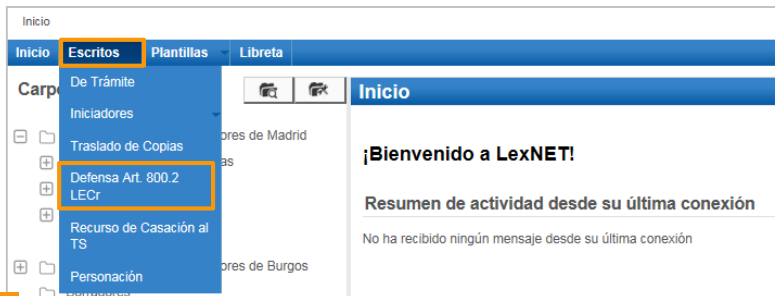 Inicio
Inicio Escritos Plantillas Libreta
De Trámite
Iniciadores
Traslado de Copias
Defensa Art. 800.2
LECr
Recurso de Casación al
TS
Personación
Inicio
ores de Madrid
as
ores de Burgos
¡Bienvenido a LexNET!
Resumen de actividad desde su última conexión
No ha recibido ningún mensaje desde su última conexión